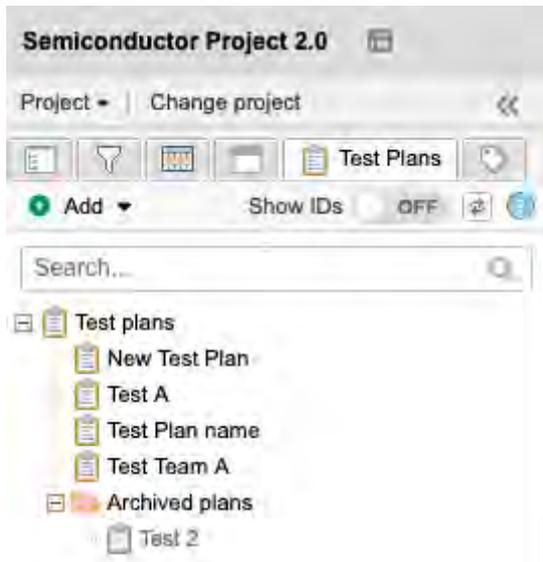 Semiconductor Project 2.0
Project | Change project
Test Plans
Add Show IDs OFF
Search...
Test plans
New Test Plan
Test A
Test Plan name
Test Team A
Archived plans
Test 2